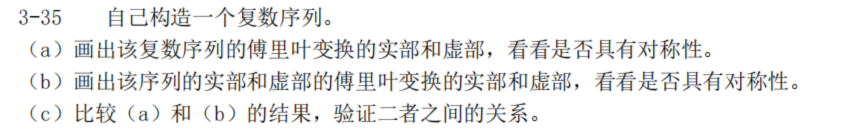 3-35 自己构造一个复数序列。
（a）画出该复数序列的傅里叶变换的实部和虚部，看看是否具有对称性。
（b）画出该序列的实部和虚部的傅里叶变换的实部和虚部，看看是否具有对称性。
（c）比较（a）和（b）的结果，验证二者之间的关系。